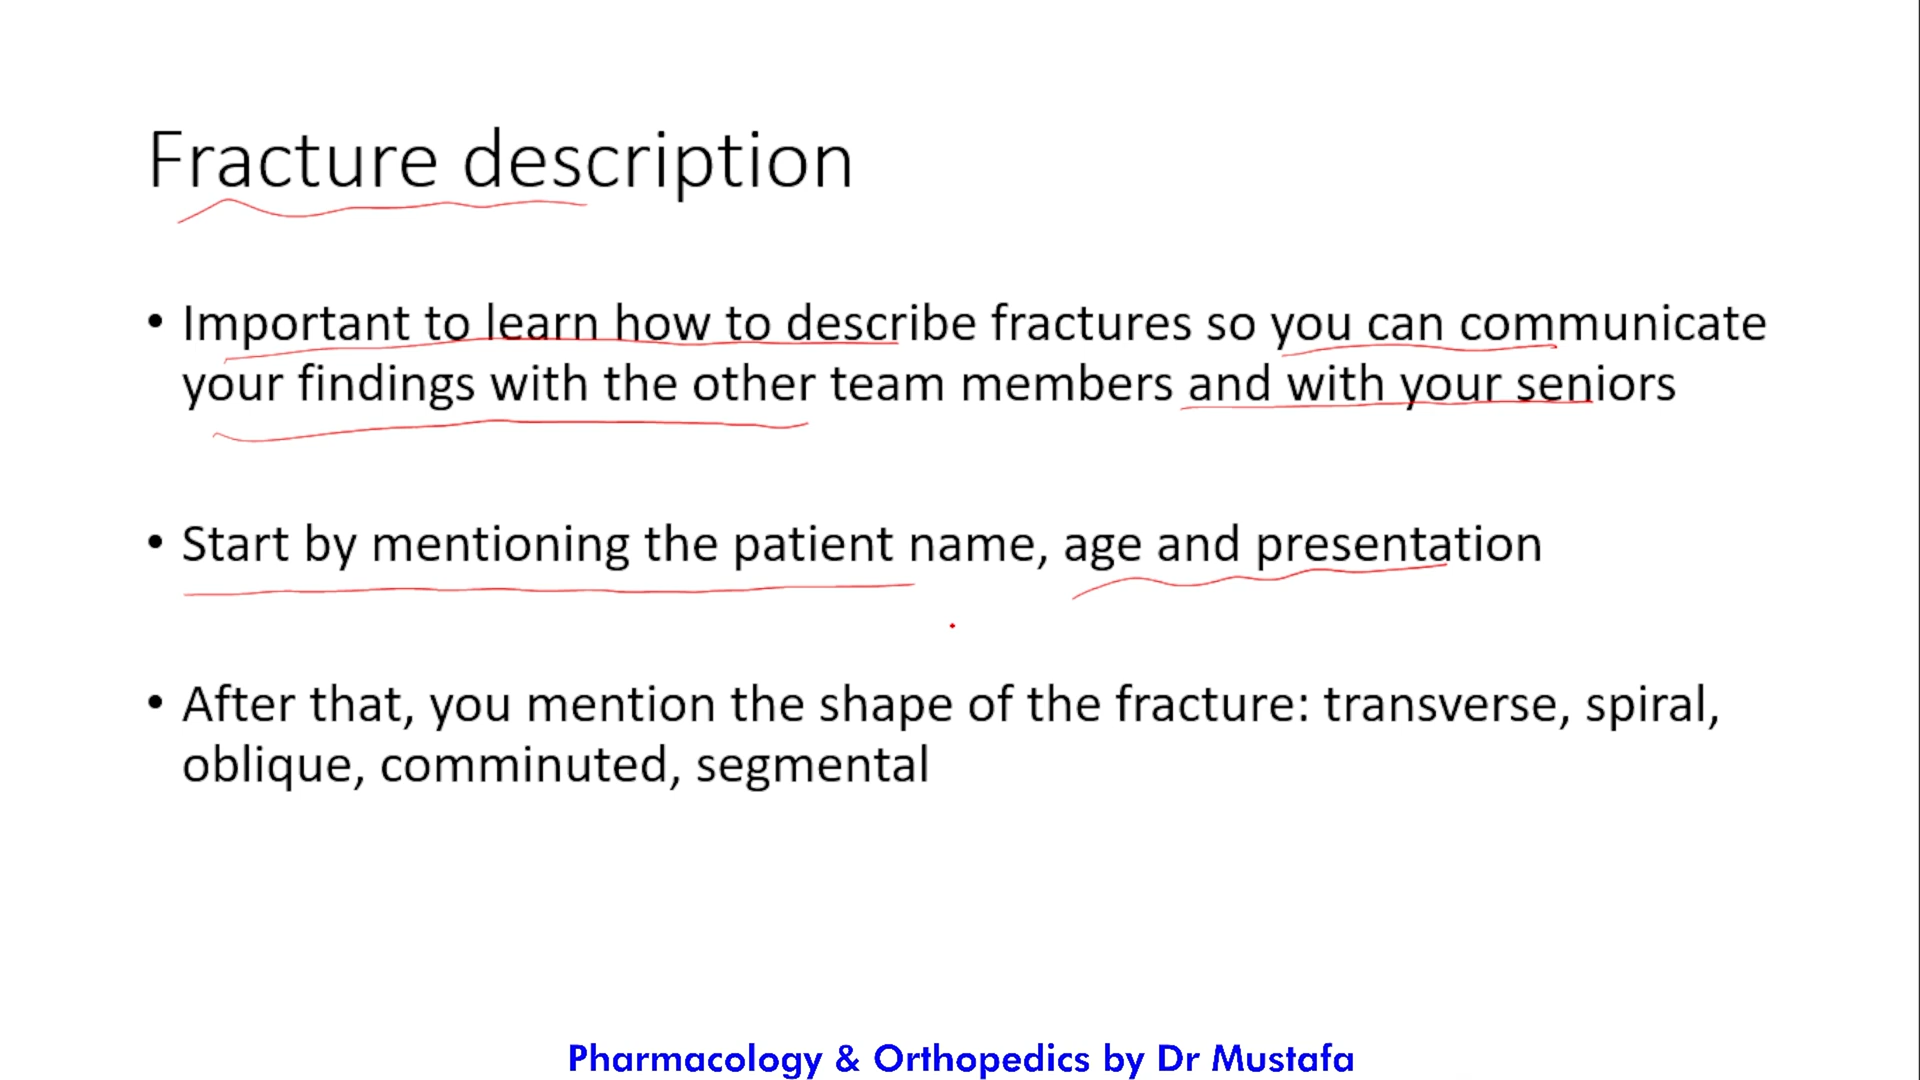 Fracture description
• Important to learn how to describe fractures so you can communicate
your findings with the other team members and with your seniors
• Start by mentioning the patient name, age and presentation
• After that, you mention the shape of the fracture: transverse, spiral,
oblique, comminuted, segmental
Pharmacology & Orthopedics by Dr Mustafa